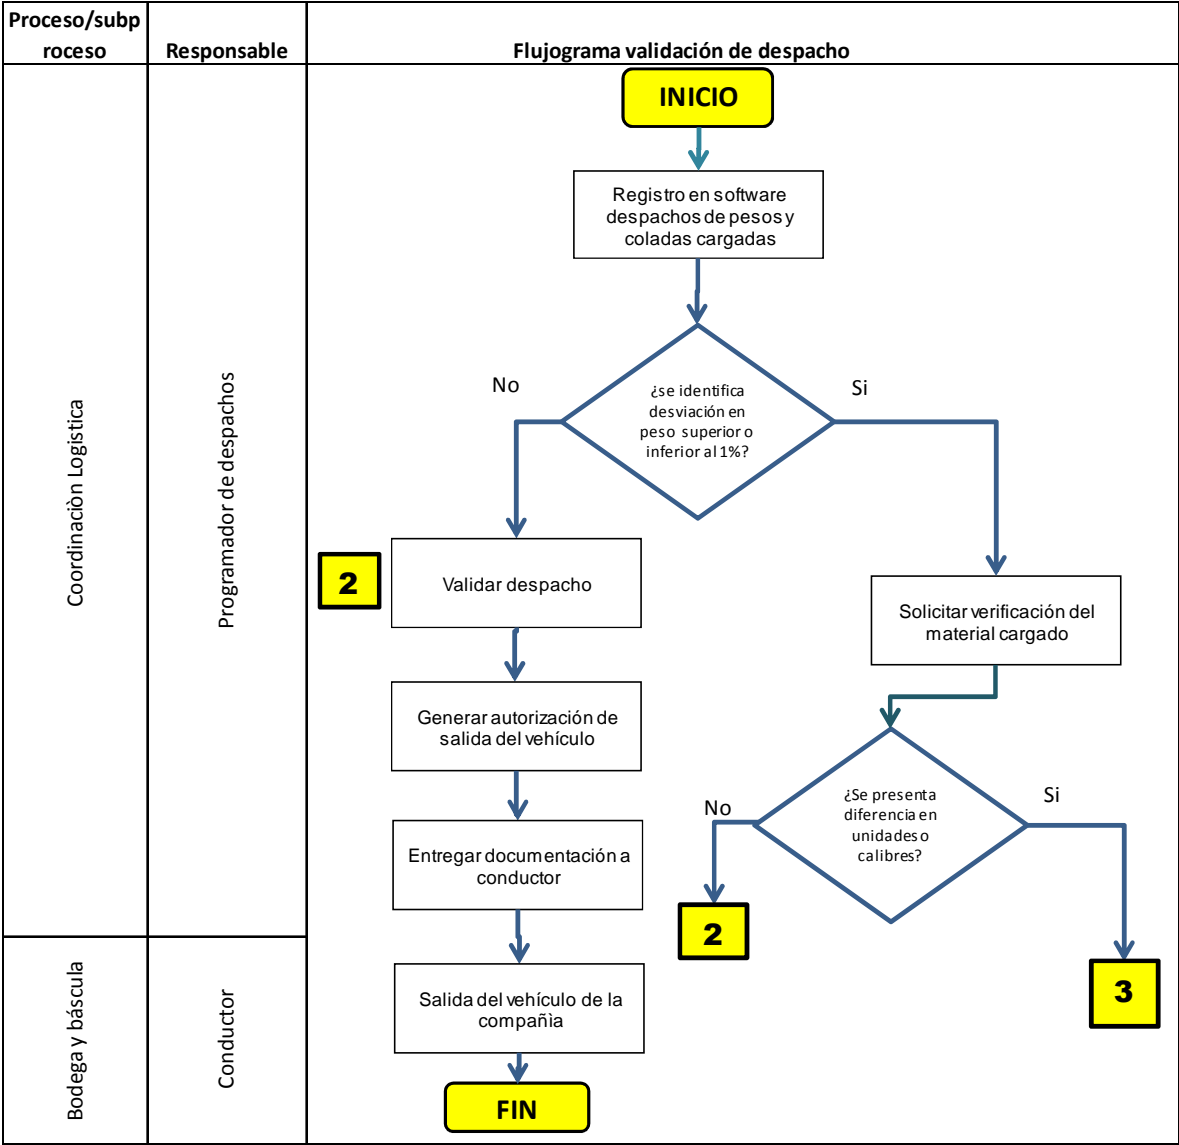 Proceso/subp
roceso
Responsable
Flujograma validación de despacho
INICIO
Registro en software
despachos de pesos y
coladas cargadas
¿se identifica
desviación en
peso superior o
inferior al 1%?
No
Si
2
Validar despacho
Solicitar verificación del
material cargado
Generar autorización de
salida del vehículo
¿Se presenta
diferencia en
unidades o
calibres?
No
Si
Entregar documentación a
conductor
2
3
Salida del vehículo de la
compañìa
FIN
Coordinaciòn Logistica
Programador de despachos
Bodega y báscula
Conductor